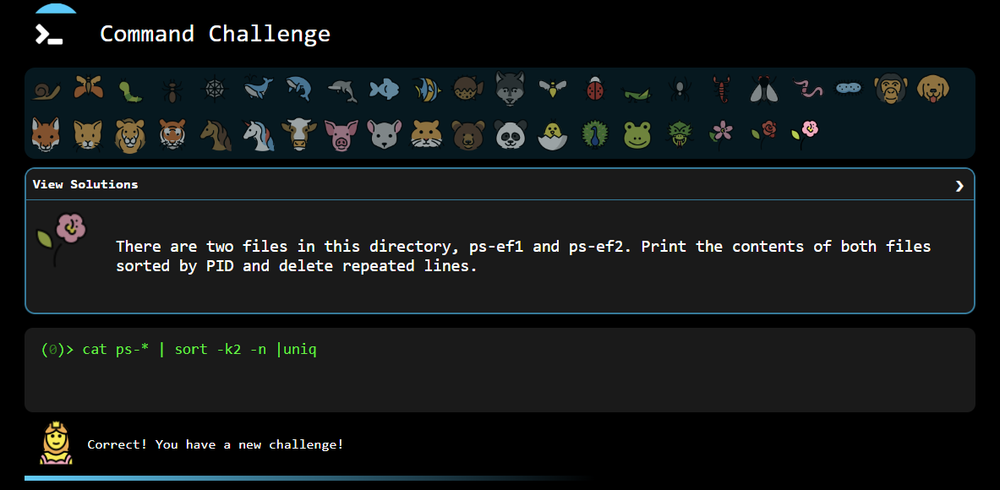 Command Challenge
View Solutions
There are two files in this directory, ps-ef1 and ps-ef2. Print the contents of both files
sorted by PID and delete repeated lines.
(0)> cat ps-* | sort -k2 -n |uniq
Correct! You have a new challenge!